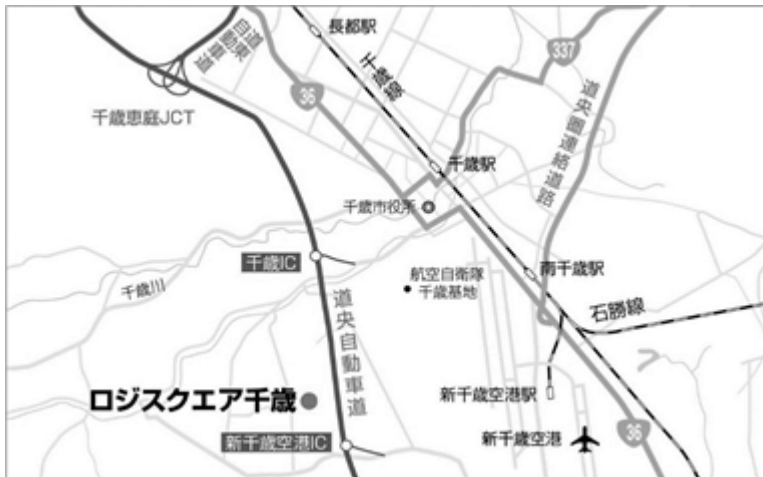 長都駅
道東
自動車道
千歳線
337
36
千歳恵庭JCT
道央圏連絡道路
千歳駅
千歳市役所
千歳IC
航空自衛隊
千歳基地
南千歳駅
千歳川
石勝線
道央自動車道
ロジスクエア千歳
新千歳空港駅
新千歳空港IC
新千歳空港
36